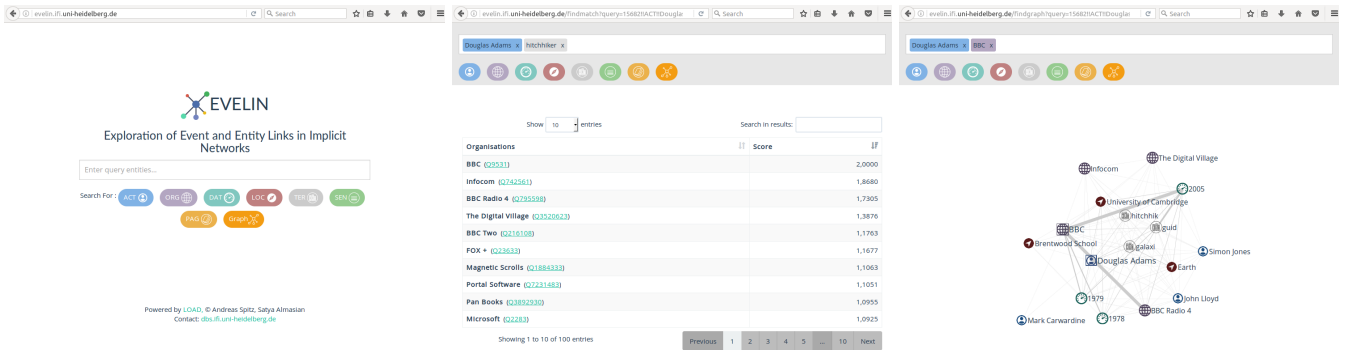 evelin.ifi.uni-heidelberg.de
Search
EVELIN
Exploration of Event and Entity Links in Implicit
Networks
Enter query entities...
Search For : ACT ORG DAT LOC TER SEN
PAG Graph
Powered by LOAD, © Andreas Spitz, Satya Almasian
Contact: dbs.ifi.uni-heidelberg.de
evelin.ifi.uni-heidelberg.de/findmatch?query=15682!!ACT!!Dougla
Search
Douglas Adams x hitchhiker x
Show 10 entries Search in results:
Organisations Score
BBC (Q9531) 2,0000
Infocom (Q742561) 1,8680
BBC Radio 4 (Q795598) 1,7305
The Digital Village (Q3520623) 1,3876
BBC Two (Q216108) 1,1763
FOX + (Q23633) 1,1677
Magnetic Scrolls (Q1884333) 1,1063
Portal Software (Q7231483) 1,1051
Pan Books (Q3892930) 1,0955
Microsoft (Q2283) 1,0925
Showing 1 to 10 of 100 entries
Previous 1 2 3 4 5 ... 10 Next
evelin.ifi.uni-heidelberg.de/findgraph?query=15682!!ACT!!Dougla
Search
Douglas Adams x BBC x
The Digital Village
Infocom
2005
University of Cambridge
hitchhik
guid
BBC
Brentwood School
galaxi
Simon Jones
Douglas Adams
Earth
1979
John Lloyd
BBC Radio 4
1978
Mark Carwardine